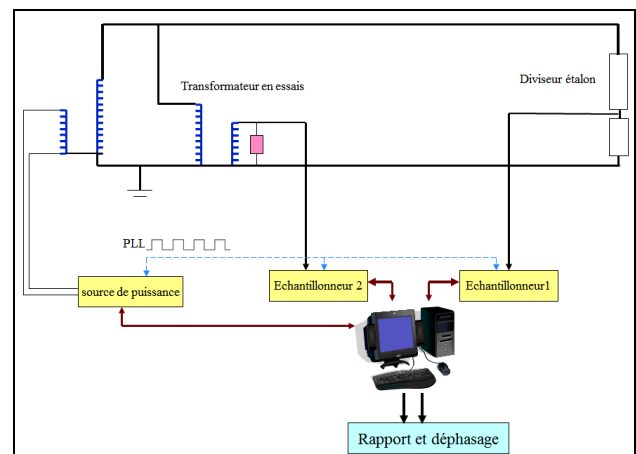 Transformateur en essais
Diviseur étalon
PLL
source de puissance
Echantillonneur 2
Echantillonneur1
Rapport et déphasage